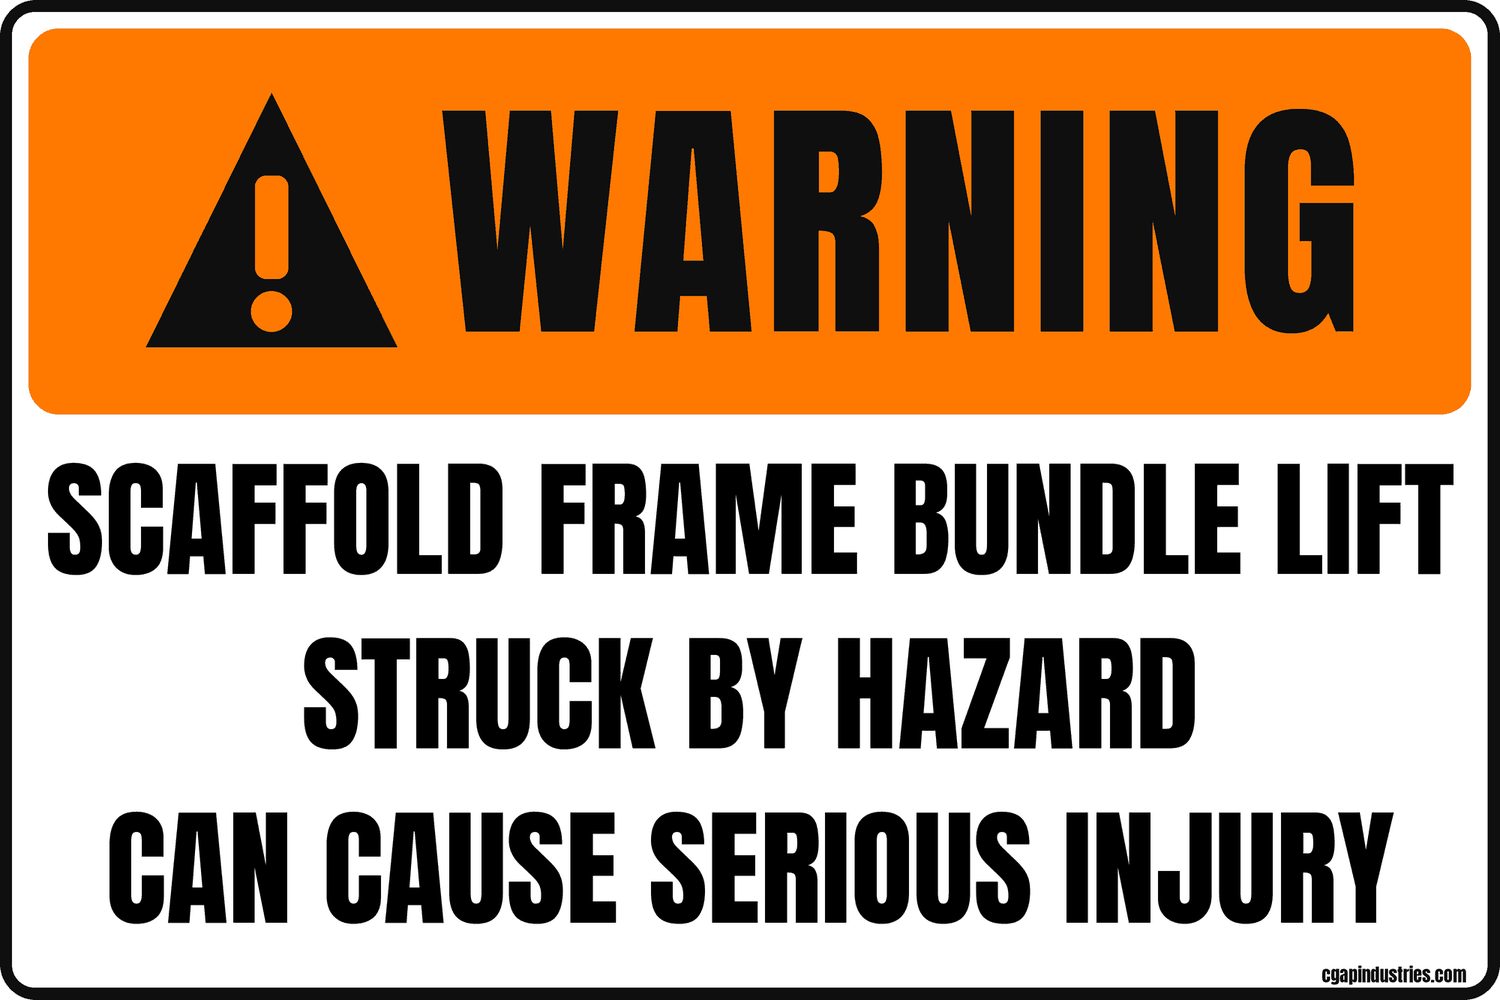 WARNING
SCAFFOLD FRAME BUNDLE LIFT
STRUCK BY HAZARD
CAN CAUSE SERIOUS INJURY
cgapindustries.com